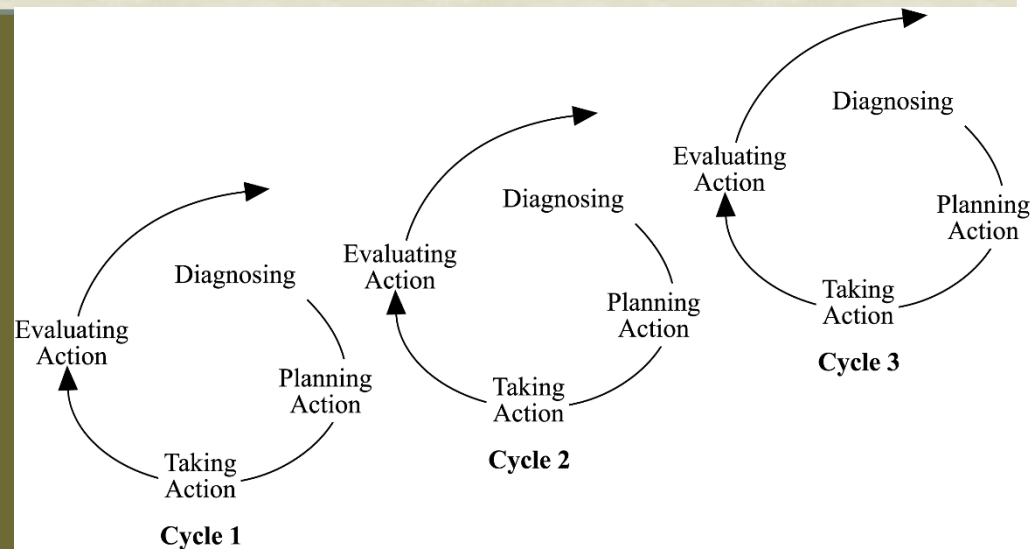 Diagnosing
Planning
Action
Taking
Action
Evaluating
Action
Cycle 1
Diagnosing
Planning
Action
Taking
Action
Evaluating
Action
Cycle 2
Diagnosing
Planning
Action
Taking
Action
Evaluating
Action
Cycle 3